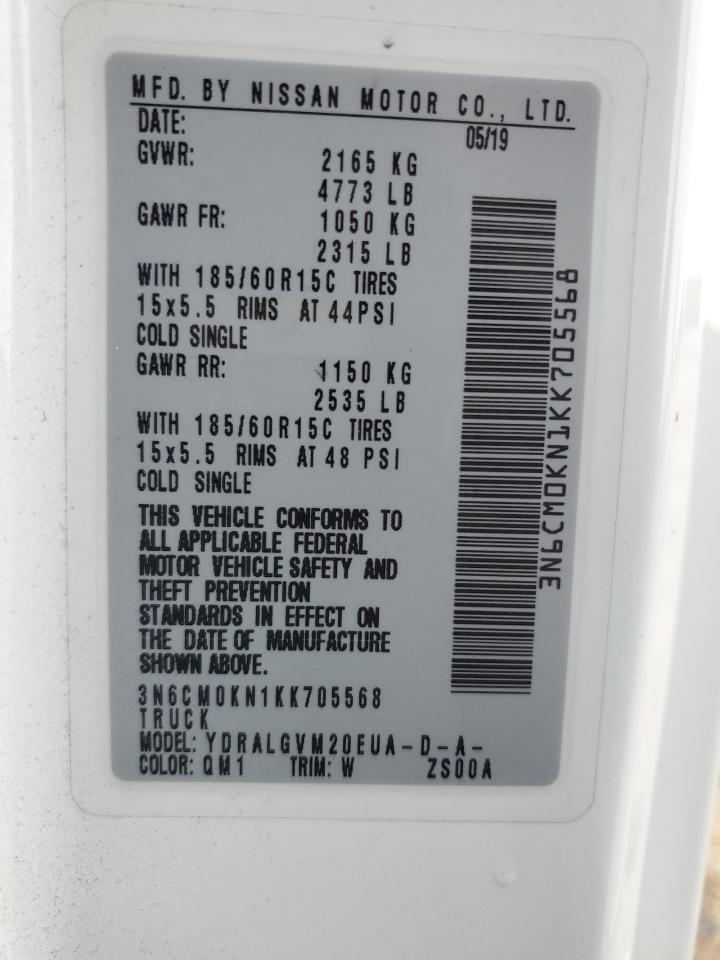 MFD. BY NISSAN MOTOR CO., LTD.
DATE: 05/19
GVWR: 2165 KG
4773 LB
GAWR FR: 1050 KG
2315 LB
WITH 185/60R15C TIRES
15x5.5 RIMS AT 44PSI
COLD SINGLE
GAWR RR: 1150 KG
2535 LB
WITH 185/60R15C TIRES
15x5.5 RIMS AT 48 PSI
COLD SINGLE
THIS VEHICLE CONFORMS TO
ALL APPLICABLE FEDERAL
MOTOR VEHICLE SAFETY AND
THEFT PREVENTION
STANDARDS IN EFFECT ON
THE DATE OF MANUFACTURE
SHOWN ABOVE.
3N6CM0KN1KK705568
TRUCK
MODEL: YDRALGVM20EUA-D-A-
COLOR: QM1 TRIM: W ZS00A
3N6CM0KN1KK705568